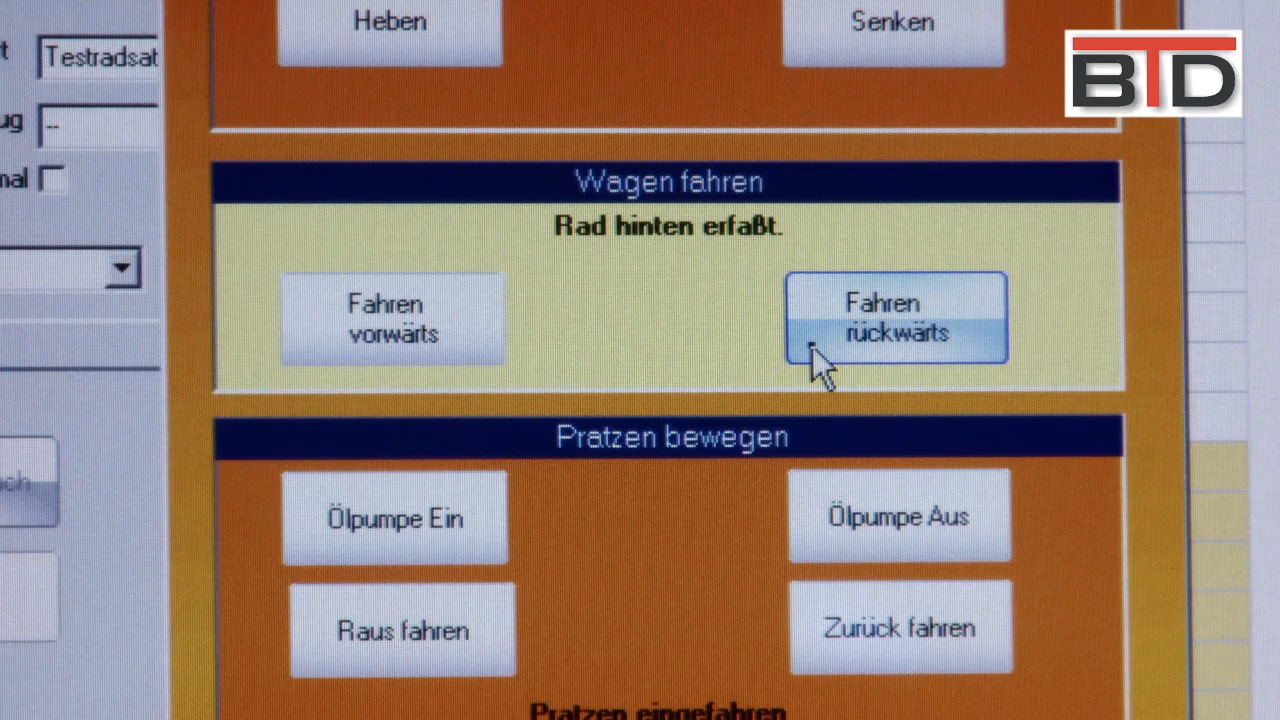 Heben
Senken
BTD
t
Testradsat
ug
--
nal
Wagen fahren
Rad hinten erfaßt.
Fahren
vorwärts
Fahren
rückwärts
Pratzen bewegen
Ölpumpe Ein
Ölpumpe Aus
Raus fahren
Zurück fahren
Pratzen eingefahren